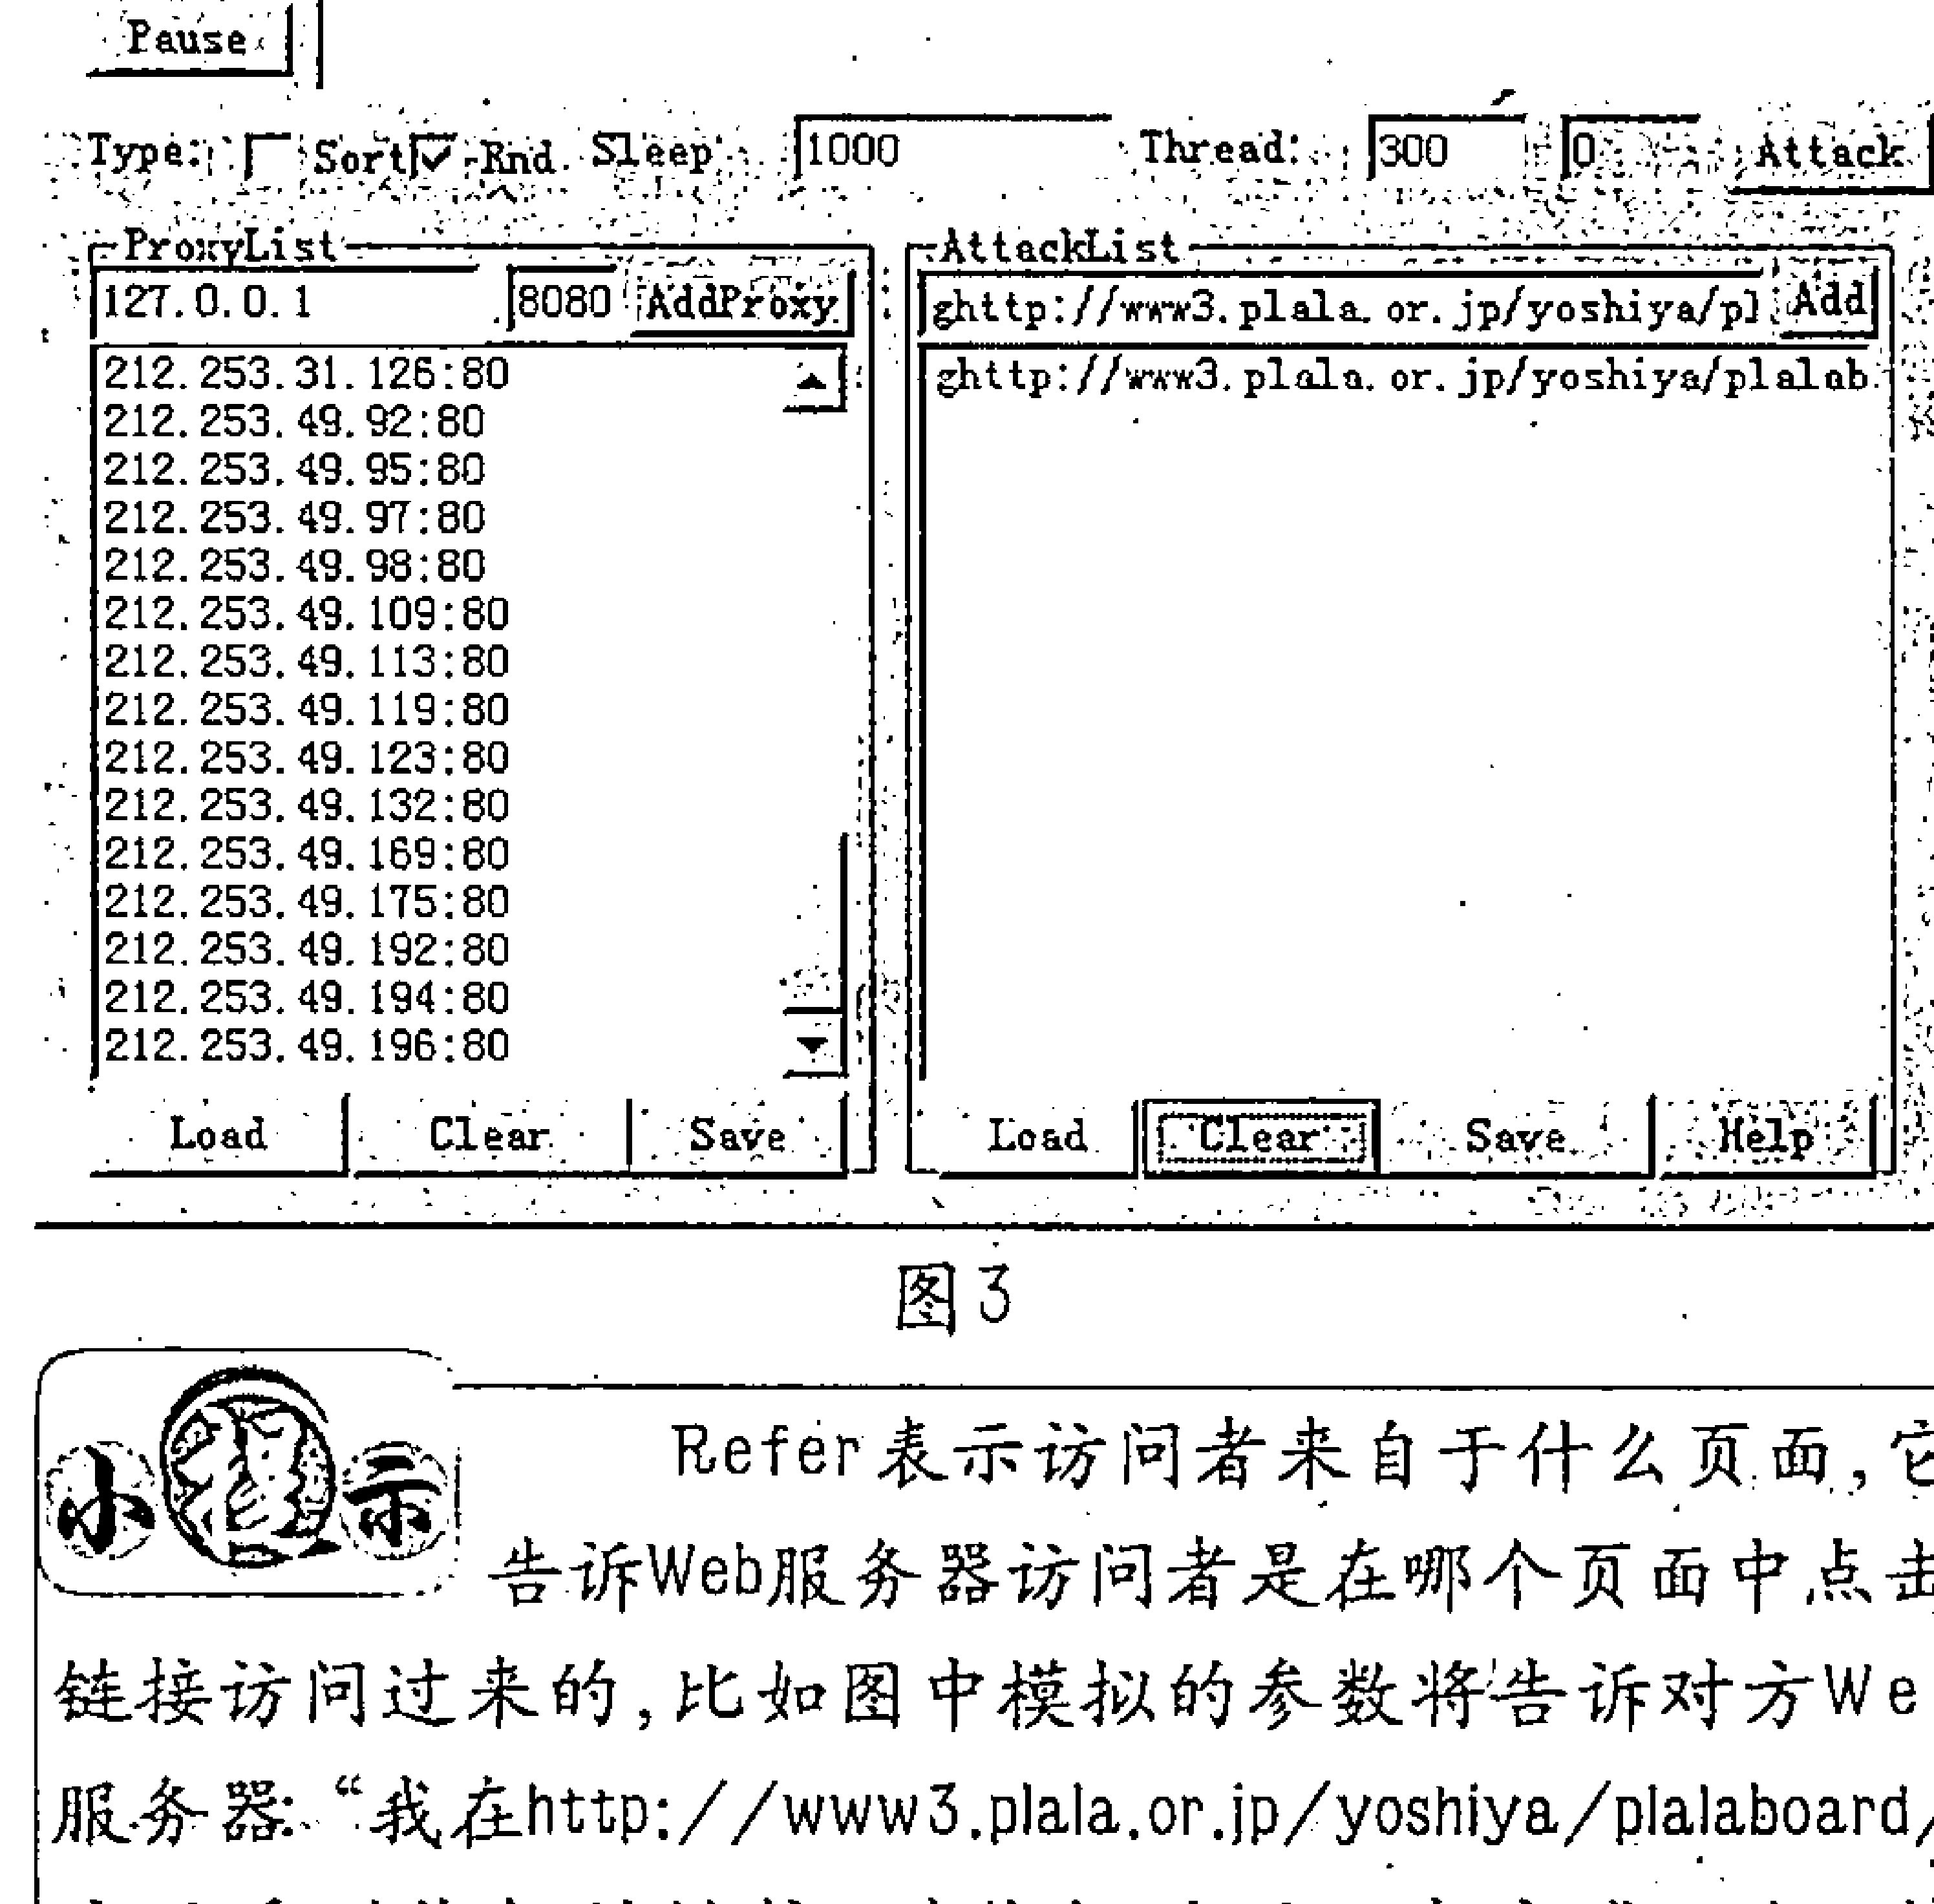 Pause
Type: Sort Rnd Sleep 1000 Thread: 300 0 Attack
ProxyList
127.0.0.1 8080 AddProxy
212.253.31.126:80
212.253.49.92:80
212.253.49.95:80
212.253.49.97:80
212.253.49.98:80
212.253.49.109:80
212.253.49.113:80
212.253.49.119:80
212.253.49.123:80
212.253.49.132:80
212.253.49.169:80
212.253.49.175:80
212.253.49.192:80
212.253.49.194:80
212.253.49.196:80
Load Clear Save
AttackList
ghttp://www3.plala.or.jp/yoshiya/pl Add
ghttp://www3.plala.or.jp/yoshiya/plalab
Load Clear Save Help
图3
小提示
Refer表示访问者来自于什么页面,它
告诉Web服务器访问者是在哪个页面中点击
链接访问过来的,比如图中模拟的参数将告诉对方We
服务器:“我在http://www3.plala.or.jp/yoshiya/plalaboard/